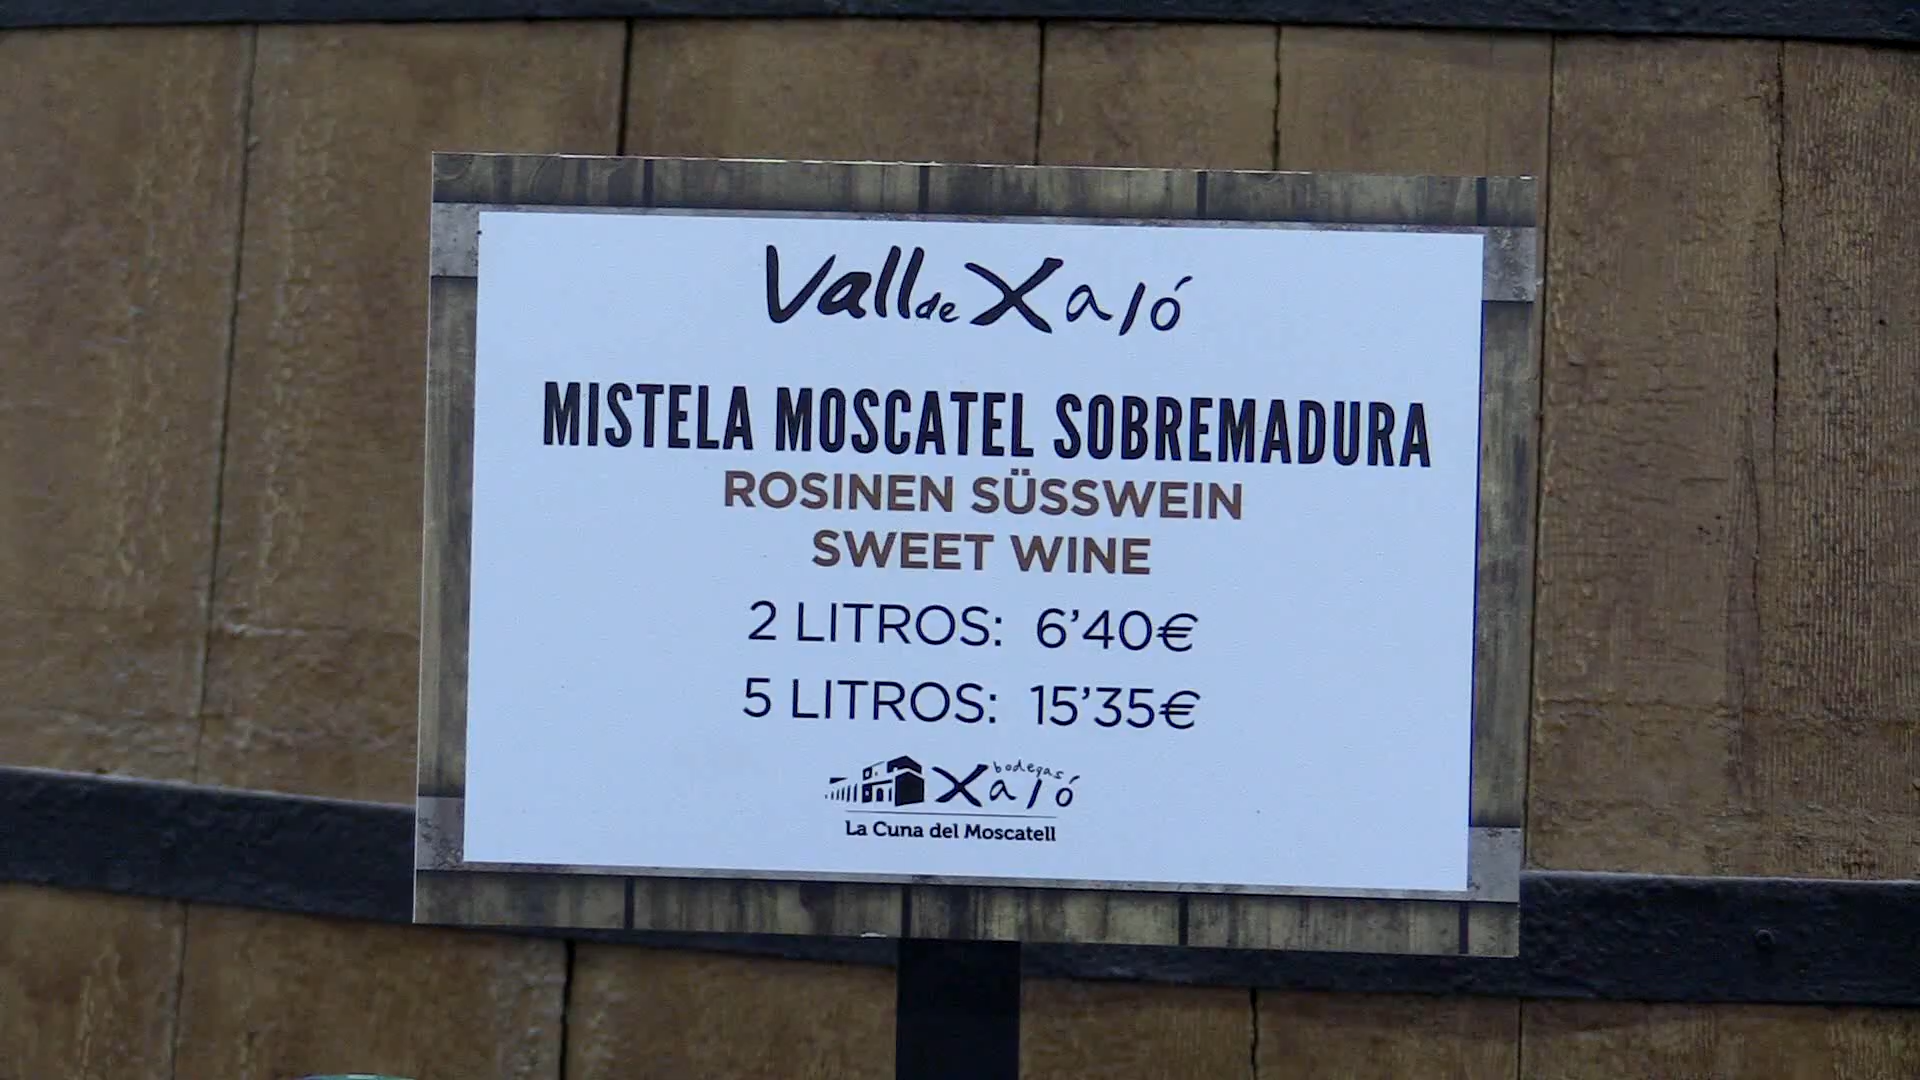 Vall de Xaló
MISTELA MOSCATEL SOBREMADURA
ROSINEN SÜSSWEIN
SWEET WINE
2 LITROS: 6’40€
5 LITROS: 15’35€
bodegas
Xaló
La Cuna del Moscatell